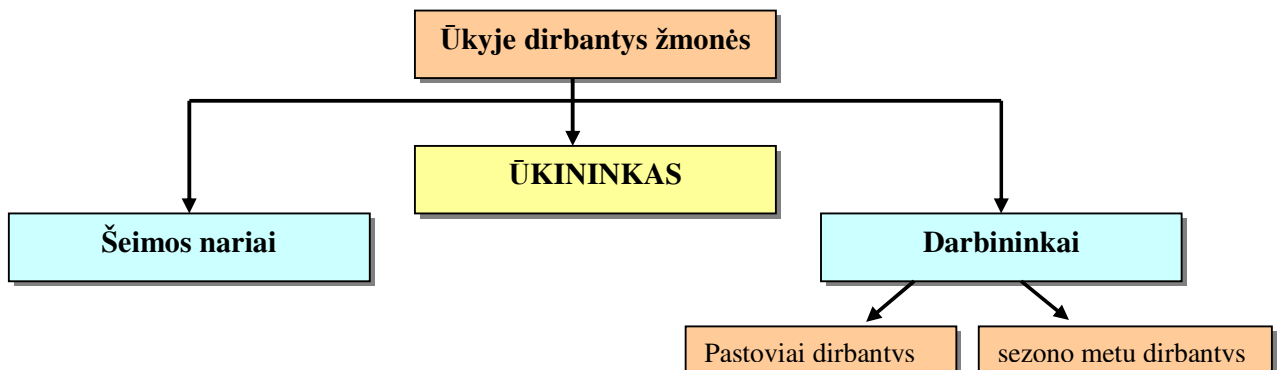 Ūkyje dirbantys žmonės
ŪKININKAS
Šeimos nariai
Darbininkai
Pastoviai dirbantys
sezono metu dirbantys